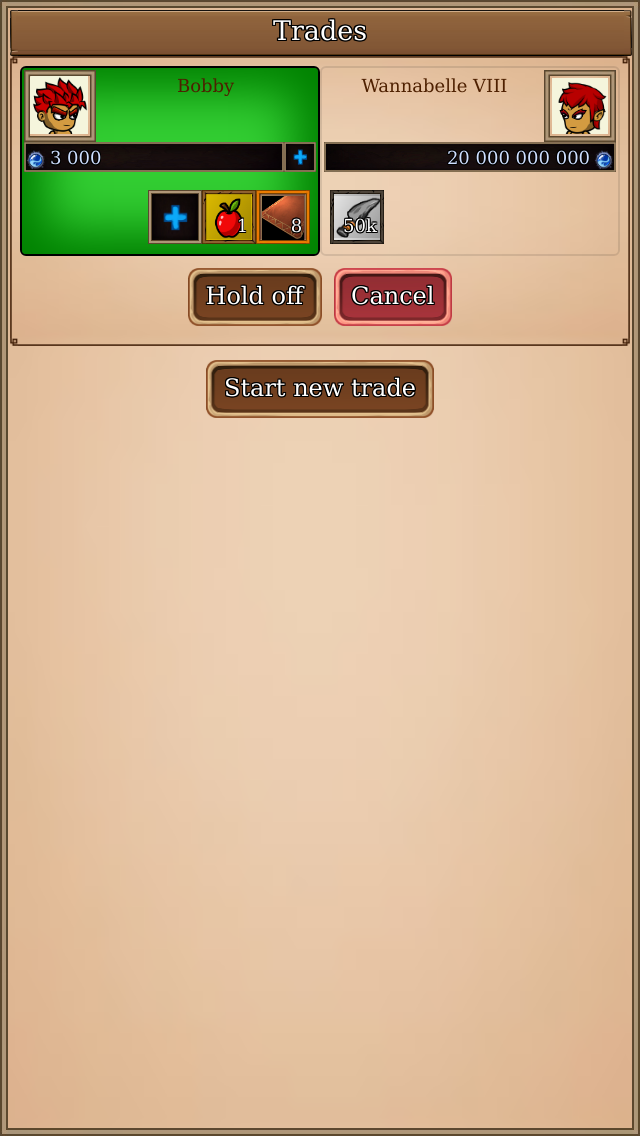 Trades
Bobby
Wannabelle VIII
3 000
20 000 000 000
1
8
50k
Hold off
Cancel
Start new trade